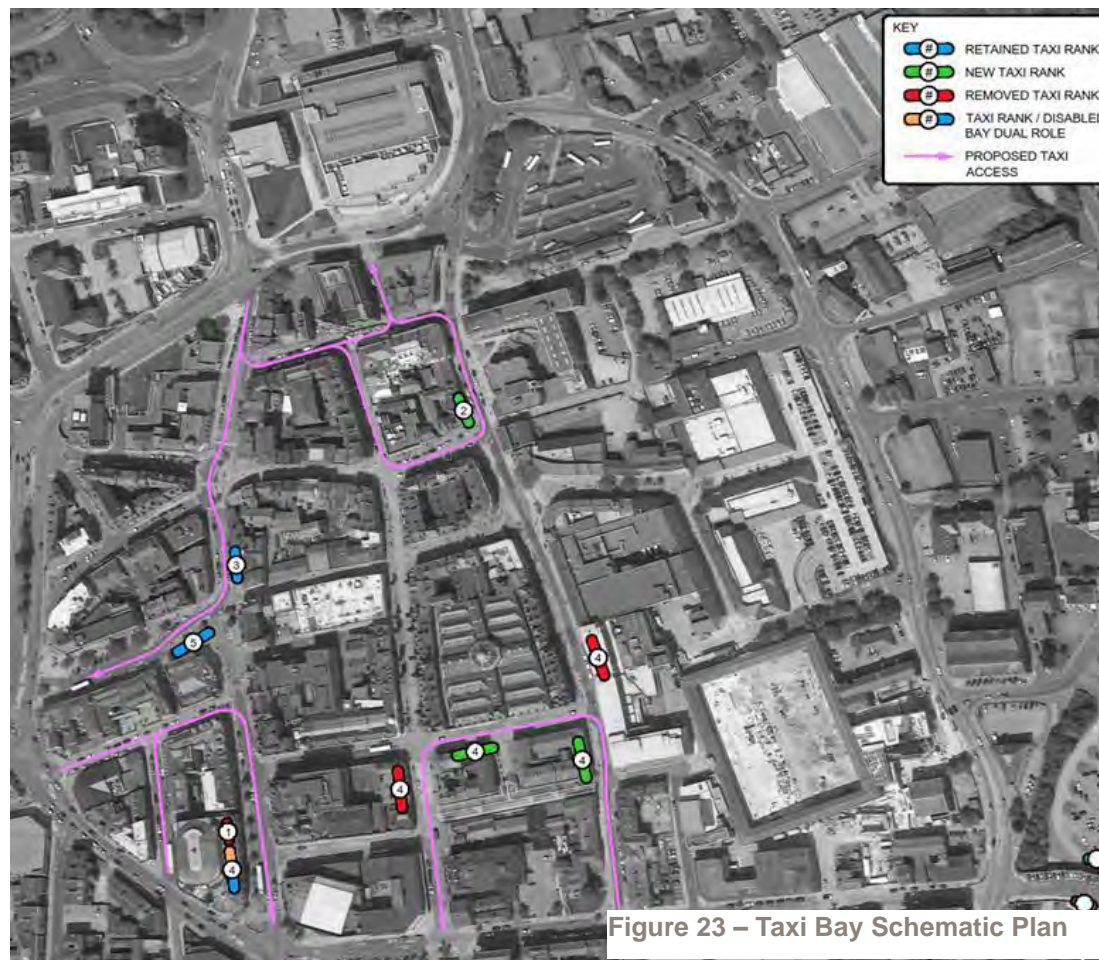 KEY
# RETAINED TAXI RANK
# NEW TAXI RANK
# REMOVED TAXI RANK
# TAXI RANK / DISABLED
BAY DUAL ROLE
PROPOSED TAXI
ACCESS
2
3
5
4
4
4
4
1
4
Figure 23 – Taxi Bay Schematic Plan